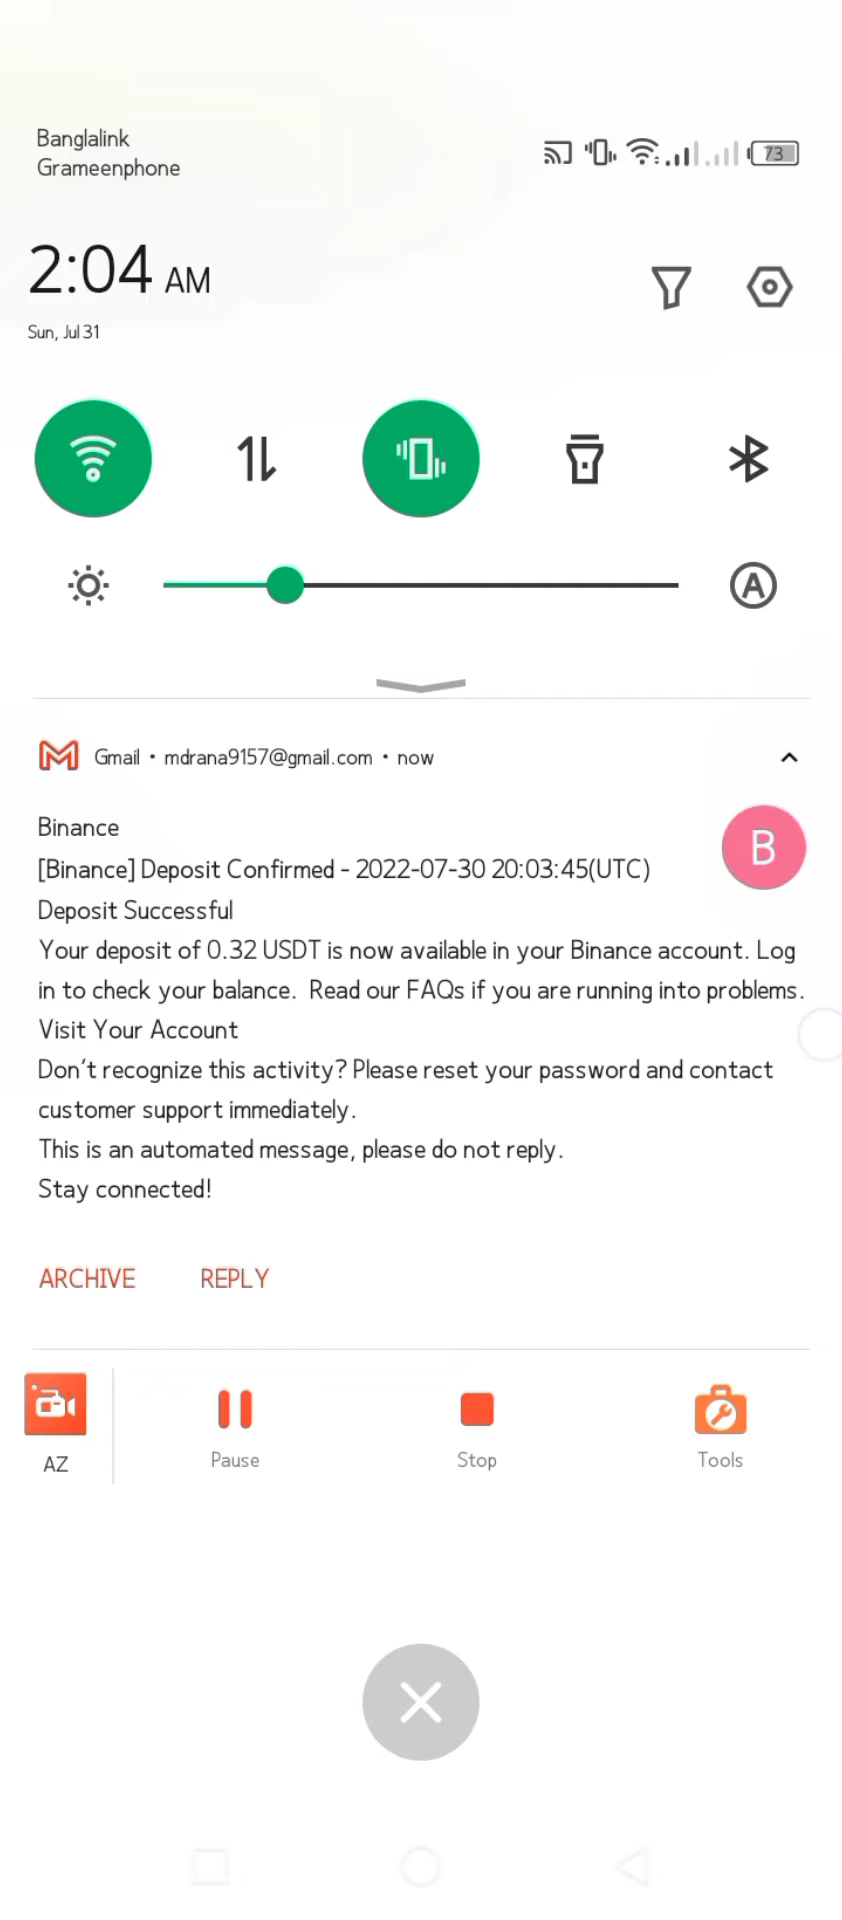 Banglalink
Grameenphone
73
2:04 AM
Sun, Jul 31
A
Gmail • mdrana9157@gmail.com • now
Binance
B
[Binance] Deposit Confirmed - 2022-07-30 20:03:45(UTC)
Deposit Successful
Your deposit of 0.32 USDT is now available in your Binance account. Log
in to check your balance.  Read our FAQs if you are running into problems.
Visit Your Account
Don't recognize this activity? Please reset your password and contact
customer support immediately.
This is an automated message, please do not reply.
Stay connected!
ARCHIVE REPLY
AZ Pause Stop Tools